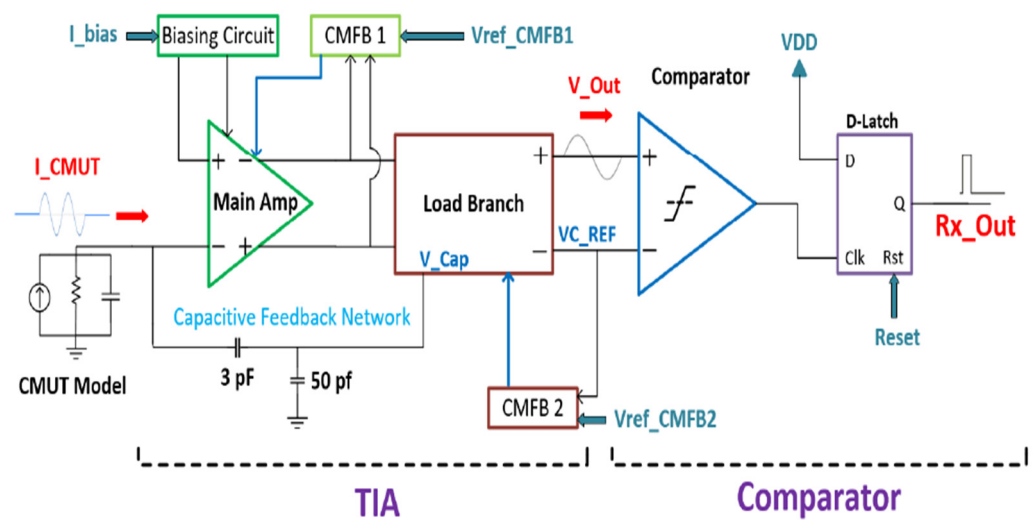 I_bias
Biasing Circuit
CMFB 1
Vref_CMFB1
VDD
Comparator
V_Out
D-Latch
I_CMUT
+ −
Main Amp
− +
Load Branch
+
−
V_Cap
VC_REF
+
−
D
Q
Clk
Rst
Rx_Out
Reset
Capacitive Feedback Network
3 pF
50 pf
CMUT Model
CMFB 2
Vref_CMFB2
TIA
Comparator